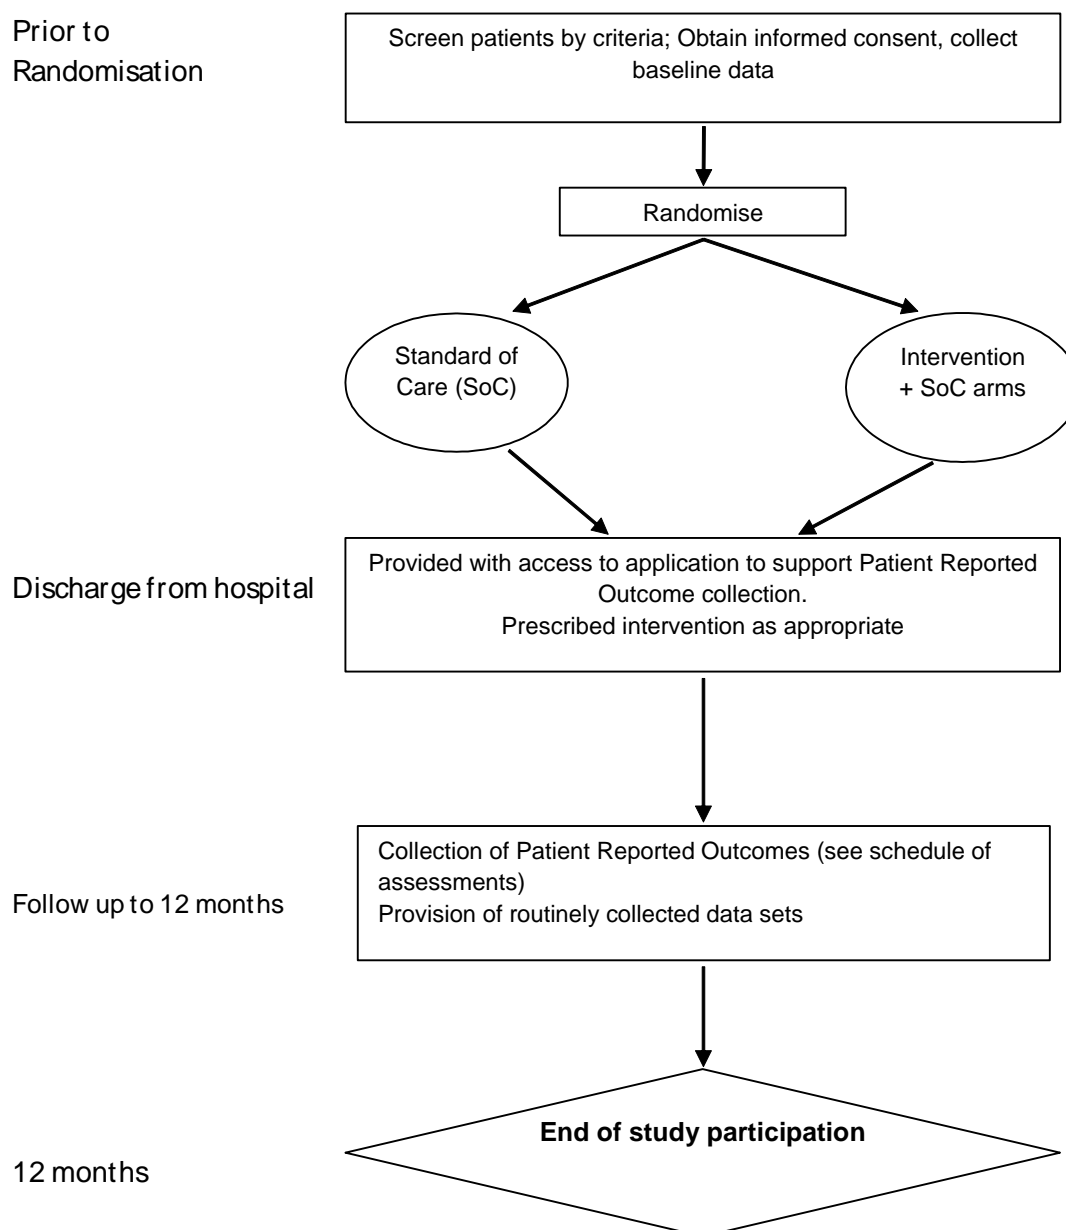 Prior to
Randomisation
Screen patients by criteria; Obtain informed consent, collect
baseline data
Randomise
Standard of
Care (SoC)
Intervention
+ SoC arms
Discharge from hospital
Provided with access to application to support Patient Reported
Outcome collection.
Prescribed intervention as appropriate
Follow up to 12 months
Collection of Patient Reported Outcomes (see schedule of
assessments)
Provision of routinely collected data sets
End of study participation
12 months